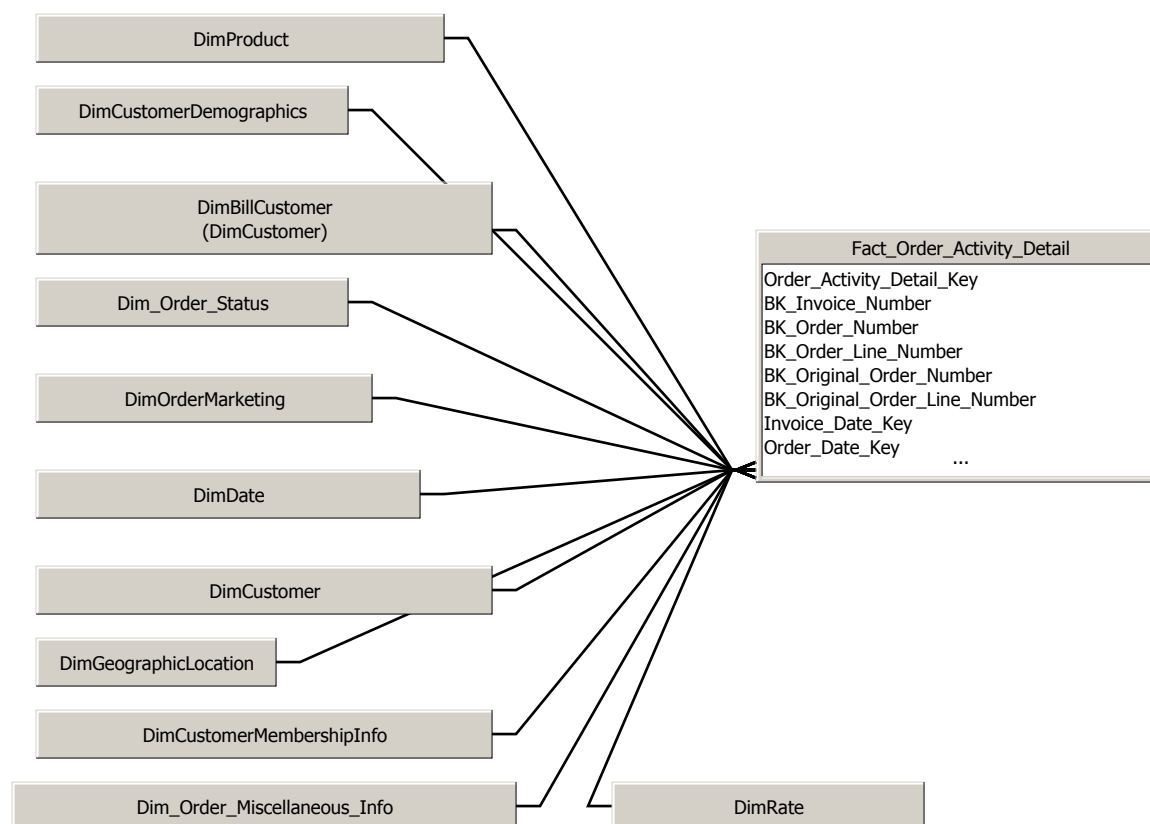 DimProduct
DimCustomerDemographics
DimBillCustomer
(DimCustomer)
Dim_Order_Status
DimOrderMarketing
DimDate
DimCustomer
DimGeographicLocation
DimCustomerMembershipInfo
Dim_Order_Miscellaneous_Info
DimRate
Fact_Order_Activity_Detail
Order_Activity_Detail_Key
BK_Invoice_Number
BK_Order_Number
BK_Order_Line_Number
BK_Original_Order_Number
BK_Original_Order_Line_Number
Invoice_Date_Key
Order_Date_Key
...